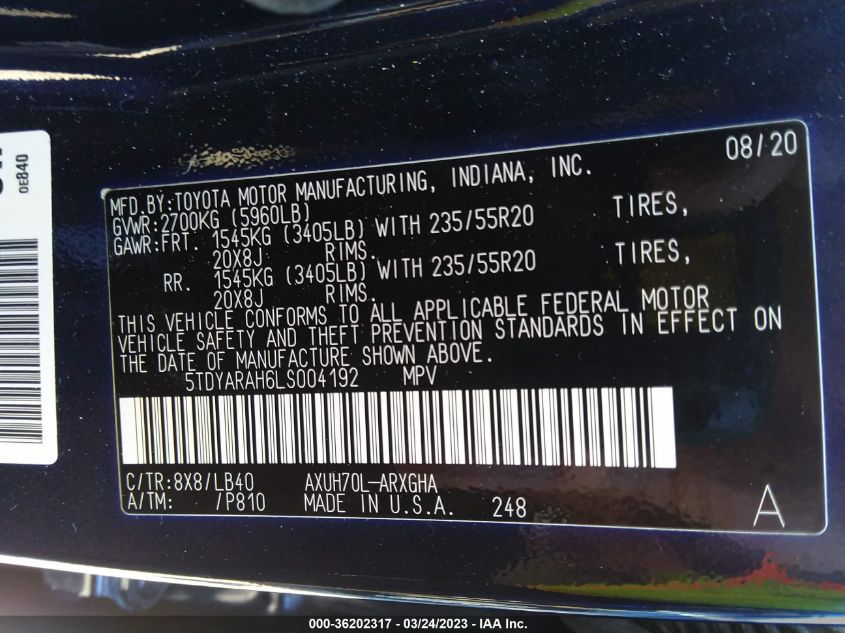 0E840
08/20
MFD.BY:TOYOTA MOTOR MANUFACTURING, INDIANA, INC.
GVWR:2700KG (5960LB)
GAWR:FRT. 1545KG (3405LB) WITH 235/55R20 TIRES,
20X8J RIMS.
RR. 1545KG (3405LB) WITH 235/55R20 TIRES,
20X8J RIMS.
THIS VEHICLE CONFORMS TO ALL APPLICABLE FEDERAL MOTOR
VEHICLE SAFETY AND THEFT PREVENTION STANDARDS IN EFFECT ON
THE DATE OF MANUFACTURE SHOWN ABOVE.
5TDYARAH6LS004192 MPV
C/TR:8X8/LB40 AXUH70L-ARXGHA
A/TM: /P810 MADE IN U.S.A. 248 A
000-36202317 - 03/24/2023 - IAA Inc.